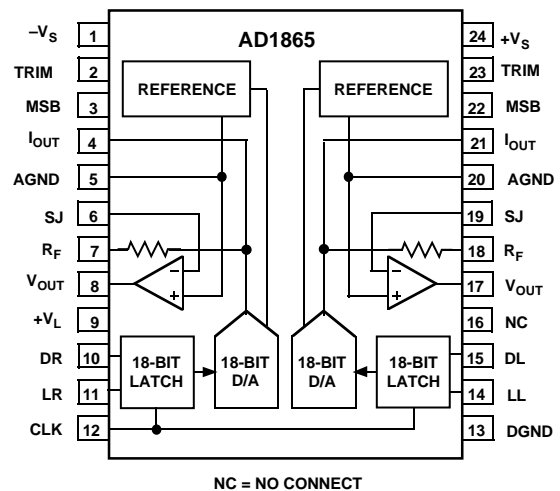 AD1865
–VS 1
TRIM 2
MSB 3
IOUT 4
AGND 5
SJ 6
RF 7
VOUT 8
+VL 9
DR 10
LR 11
CLK 12
REFERENCE
REFERENCE
18-BIT
LATCH
18-BIT
D/A
18-BIT
D/A
18-BIT
LATCH
24 +VS
23 TRIM
22 MSB
21 IOUT
20 AGND
19 SJ
18 RF
17 VOUT
16 NC
15 DL
14 LL
13 DGND
– +
– +
NC = NO CONNECT